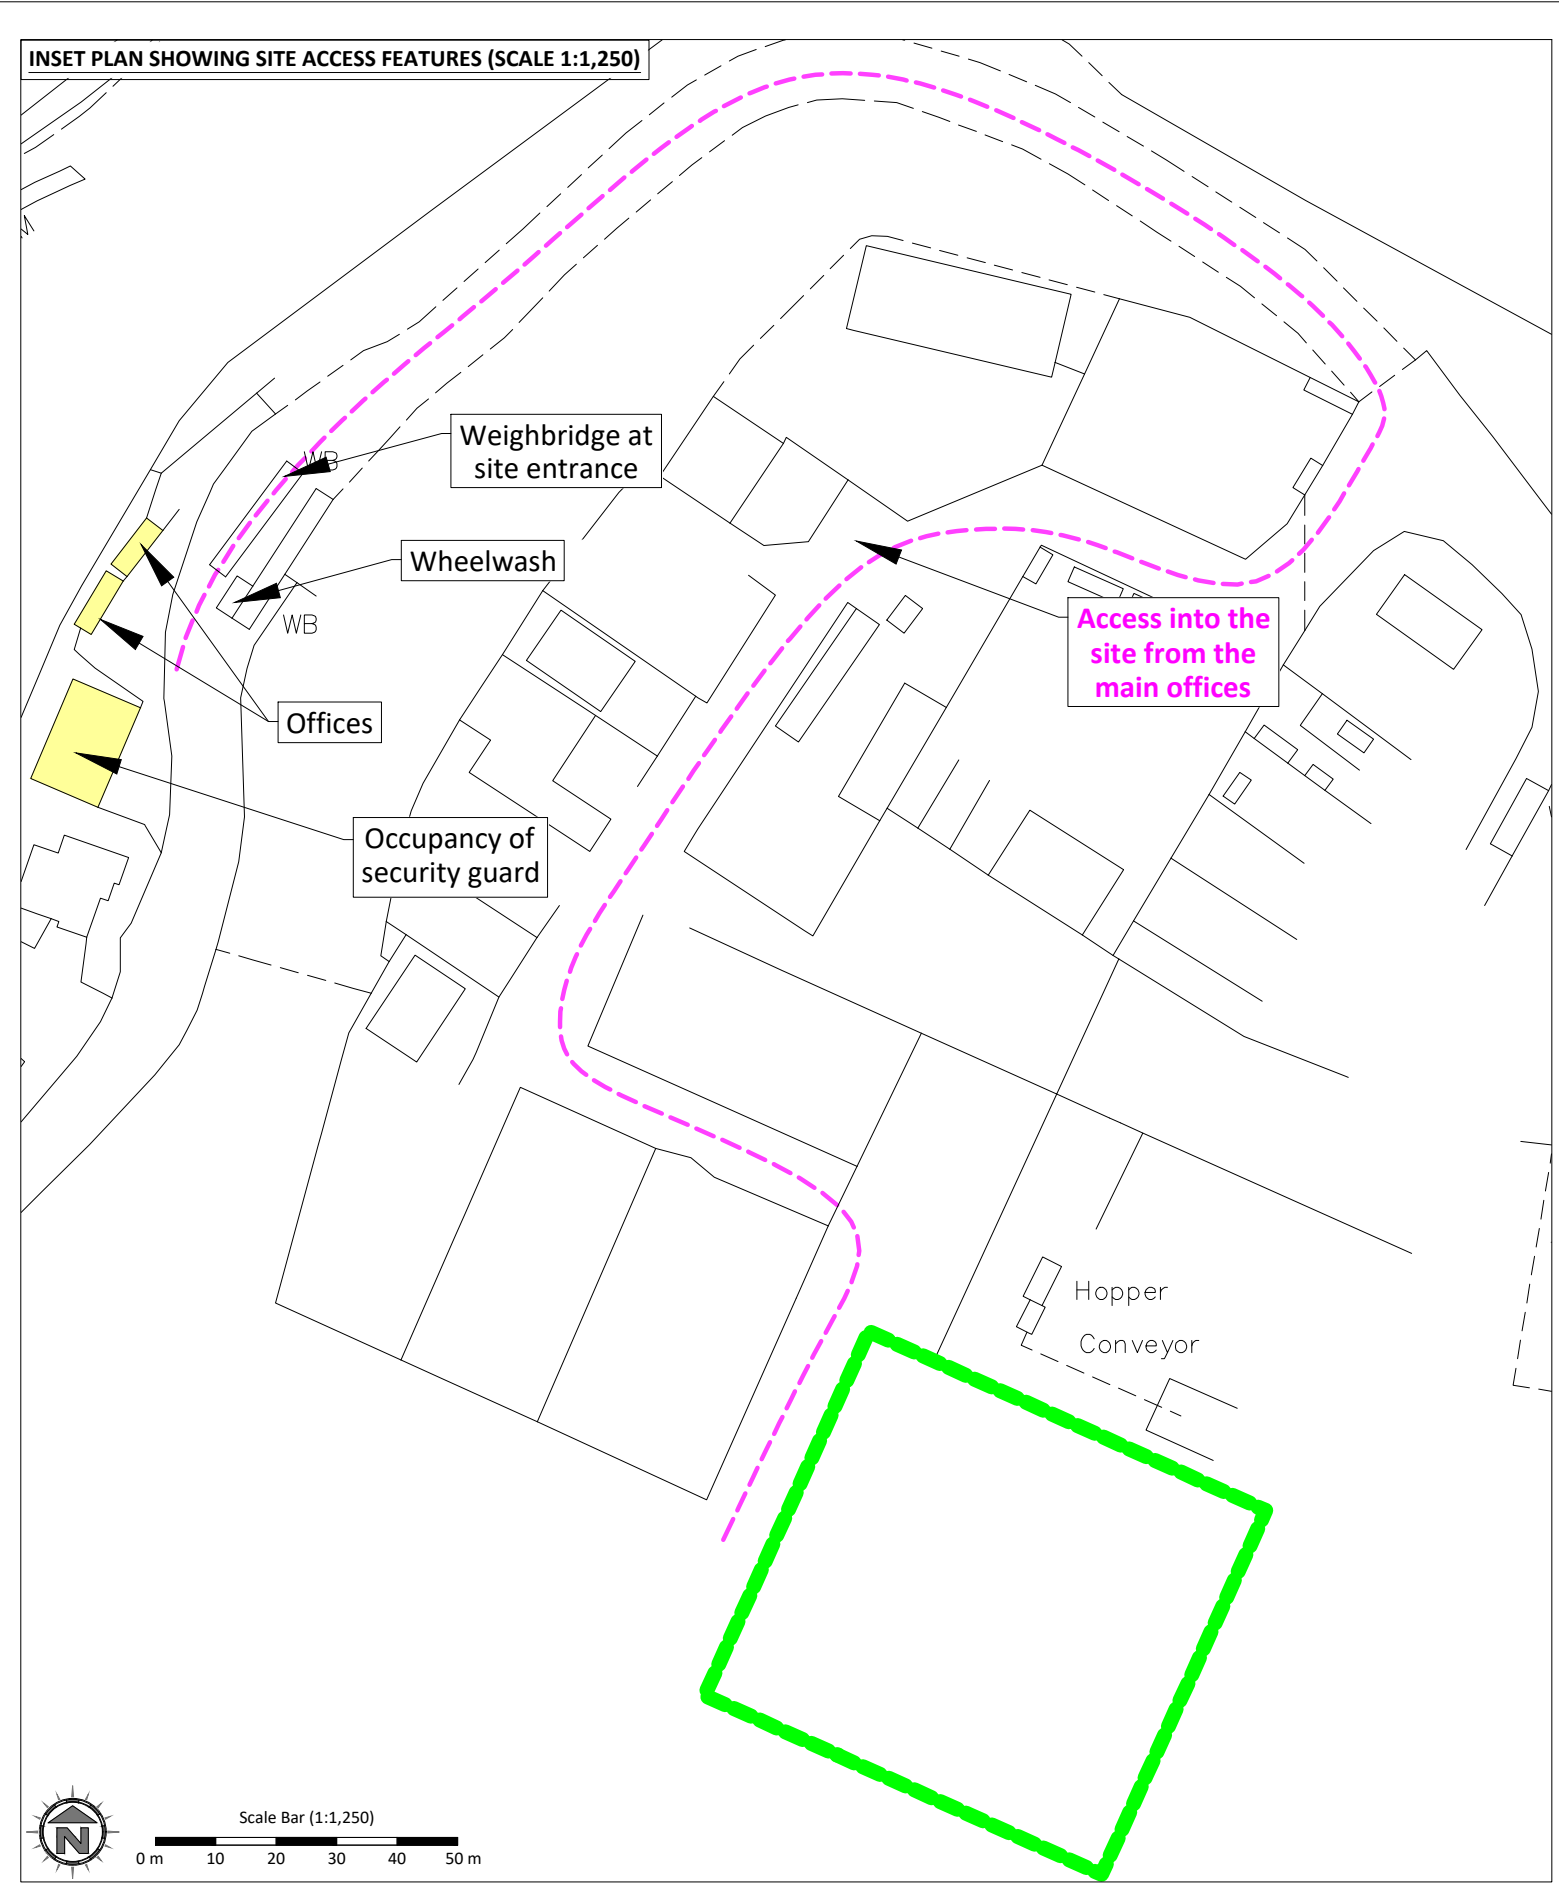 INSET PLAN SHOWING SITE ACCESS FEATURES (SCALE 1:1,250)
WB
Weighbridge at
site entrance
Wheelwash
WB
Access into the
site from the
main offices
Offices
Occupancy of
security guard
Hopper
Conveyor
Scale Bar (1:1,250)
0 m 10 20 30 40 50 m
N